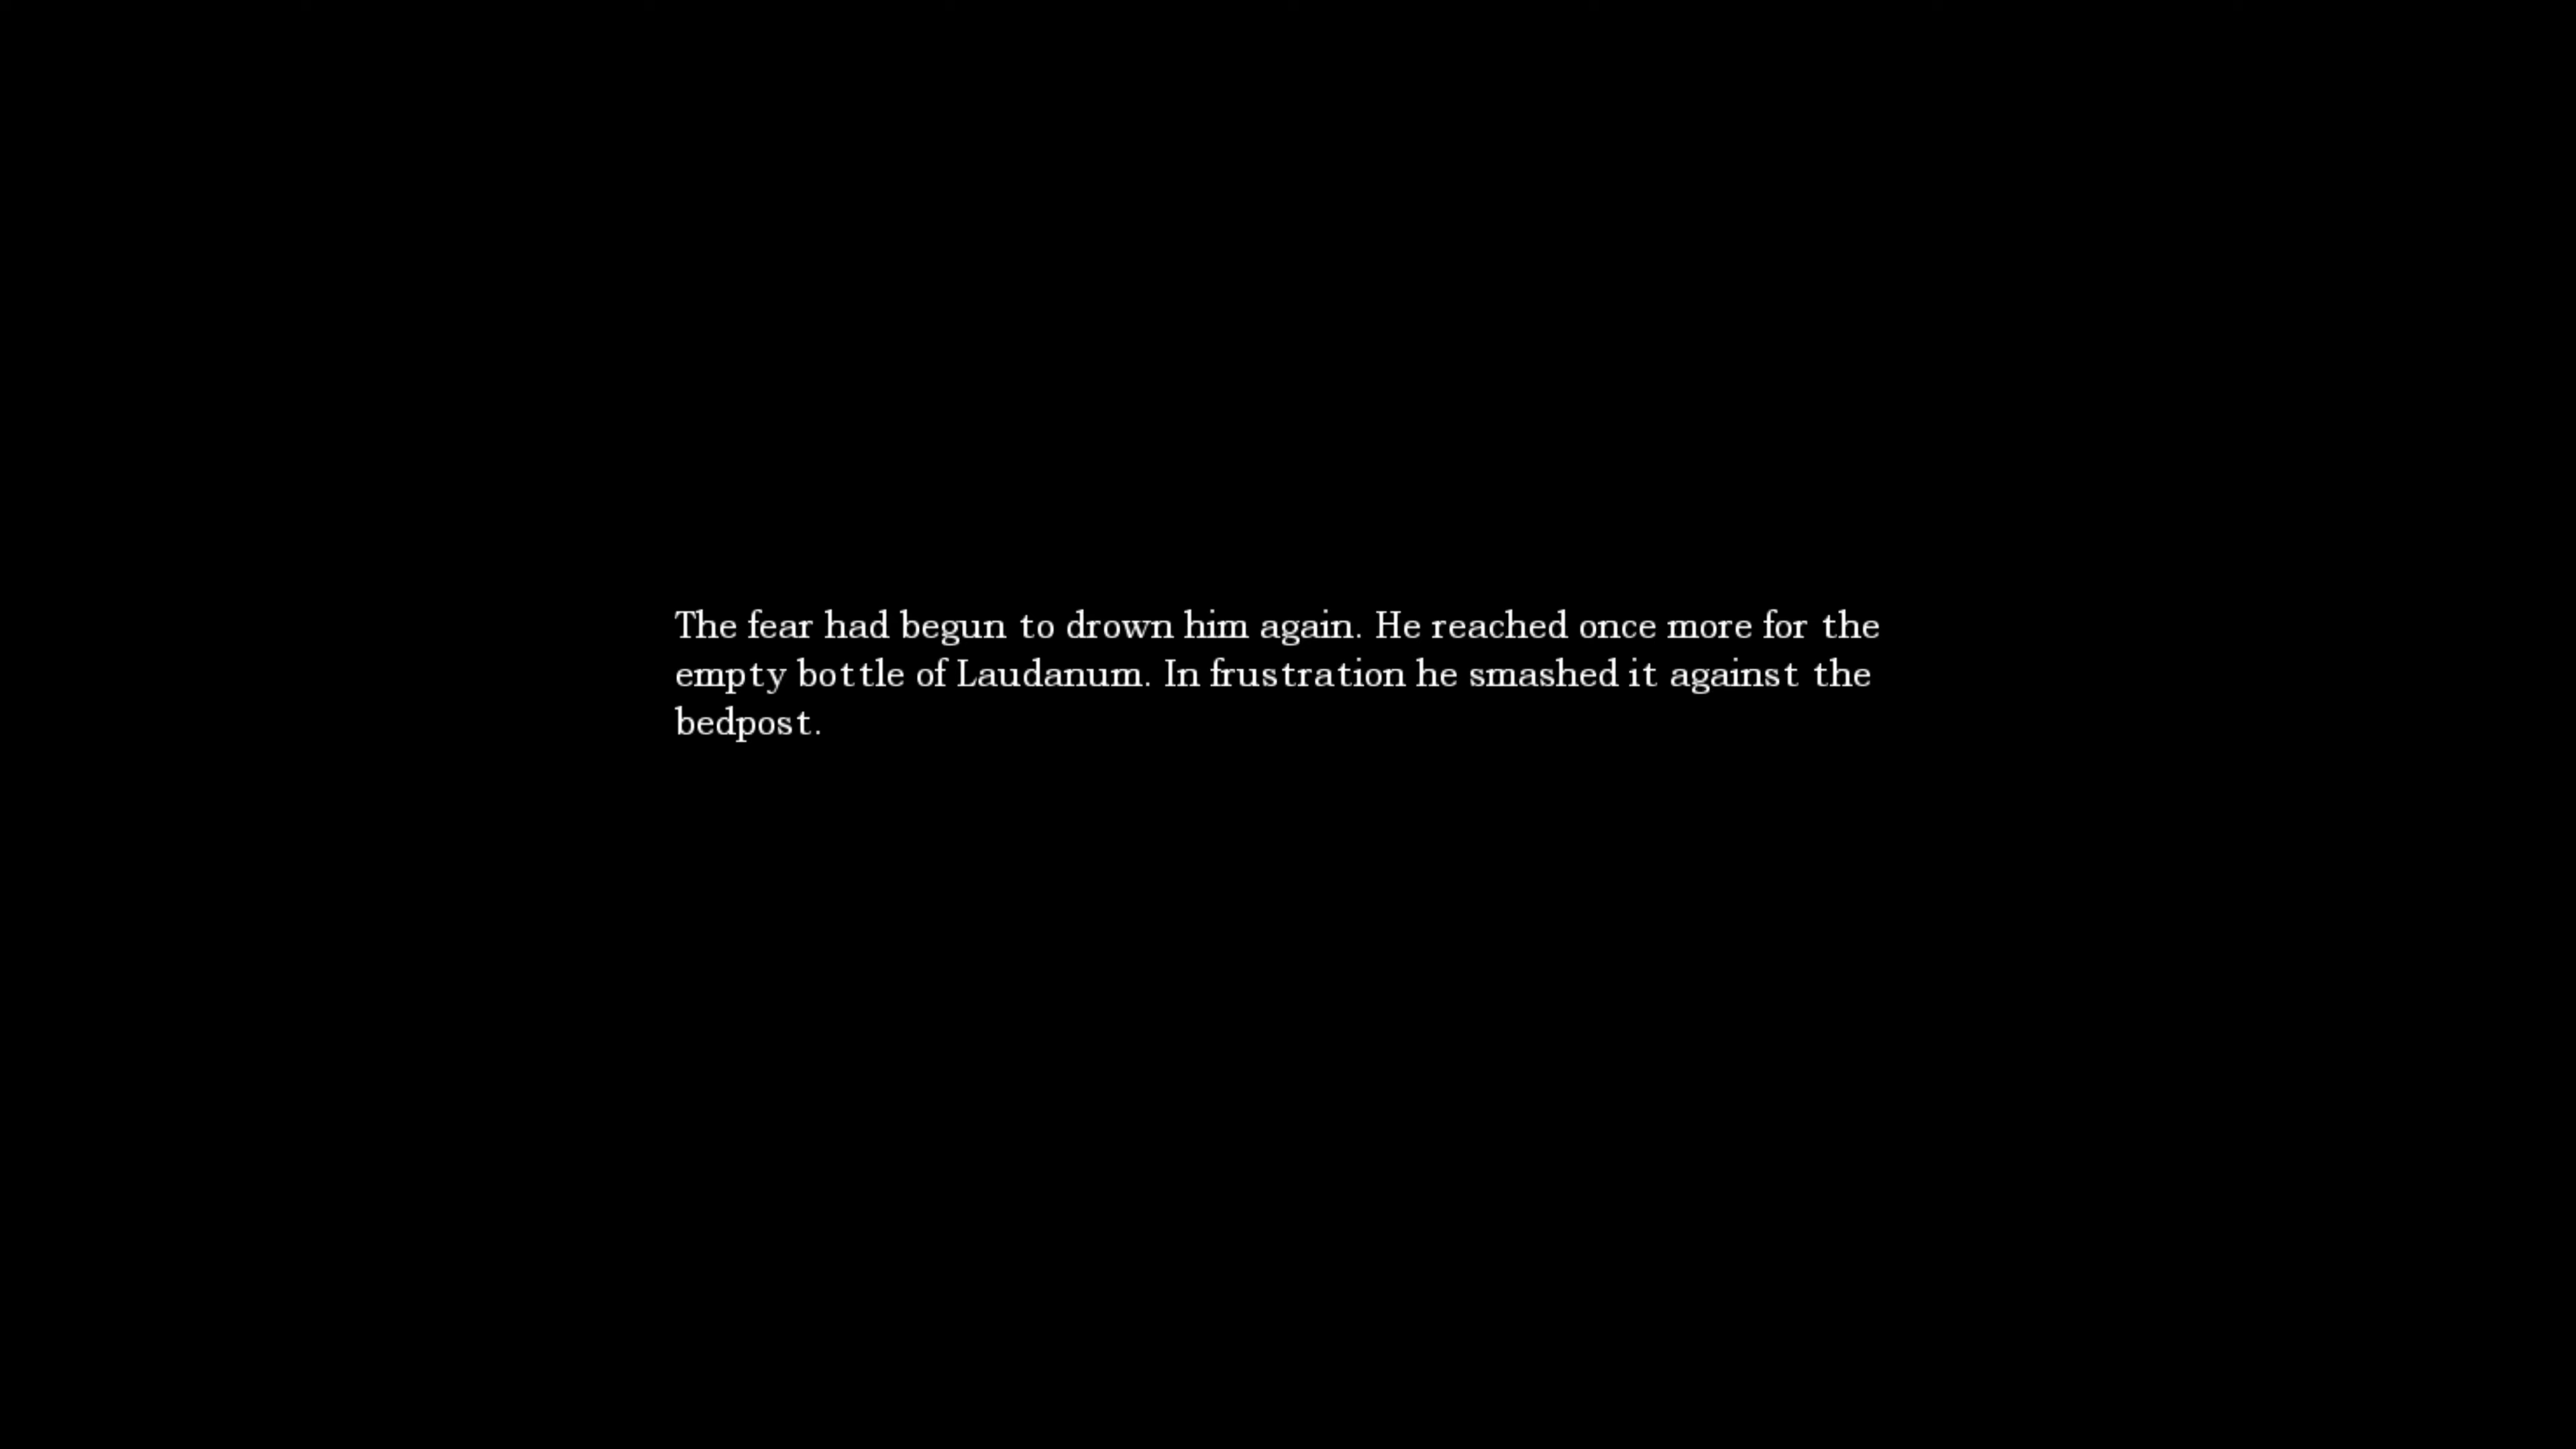 The fear had begun to drown him again. He reached once more for the
empty bottle of Laudanum. In frustration he smashed it against the
bedpost.